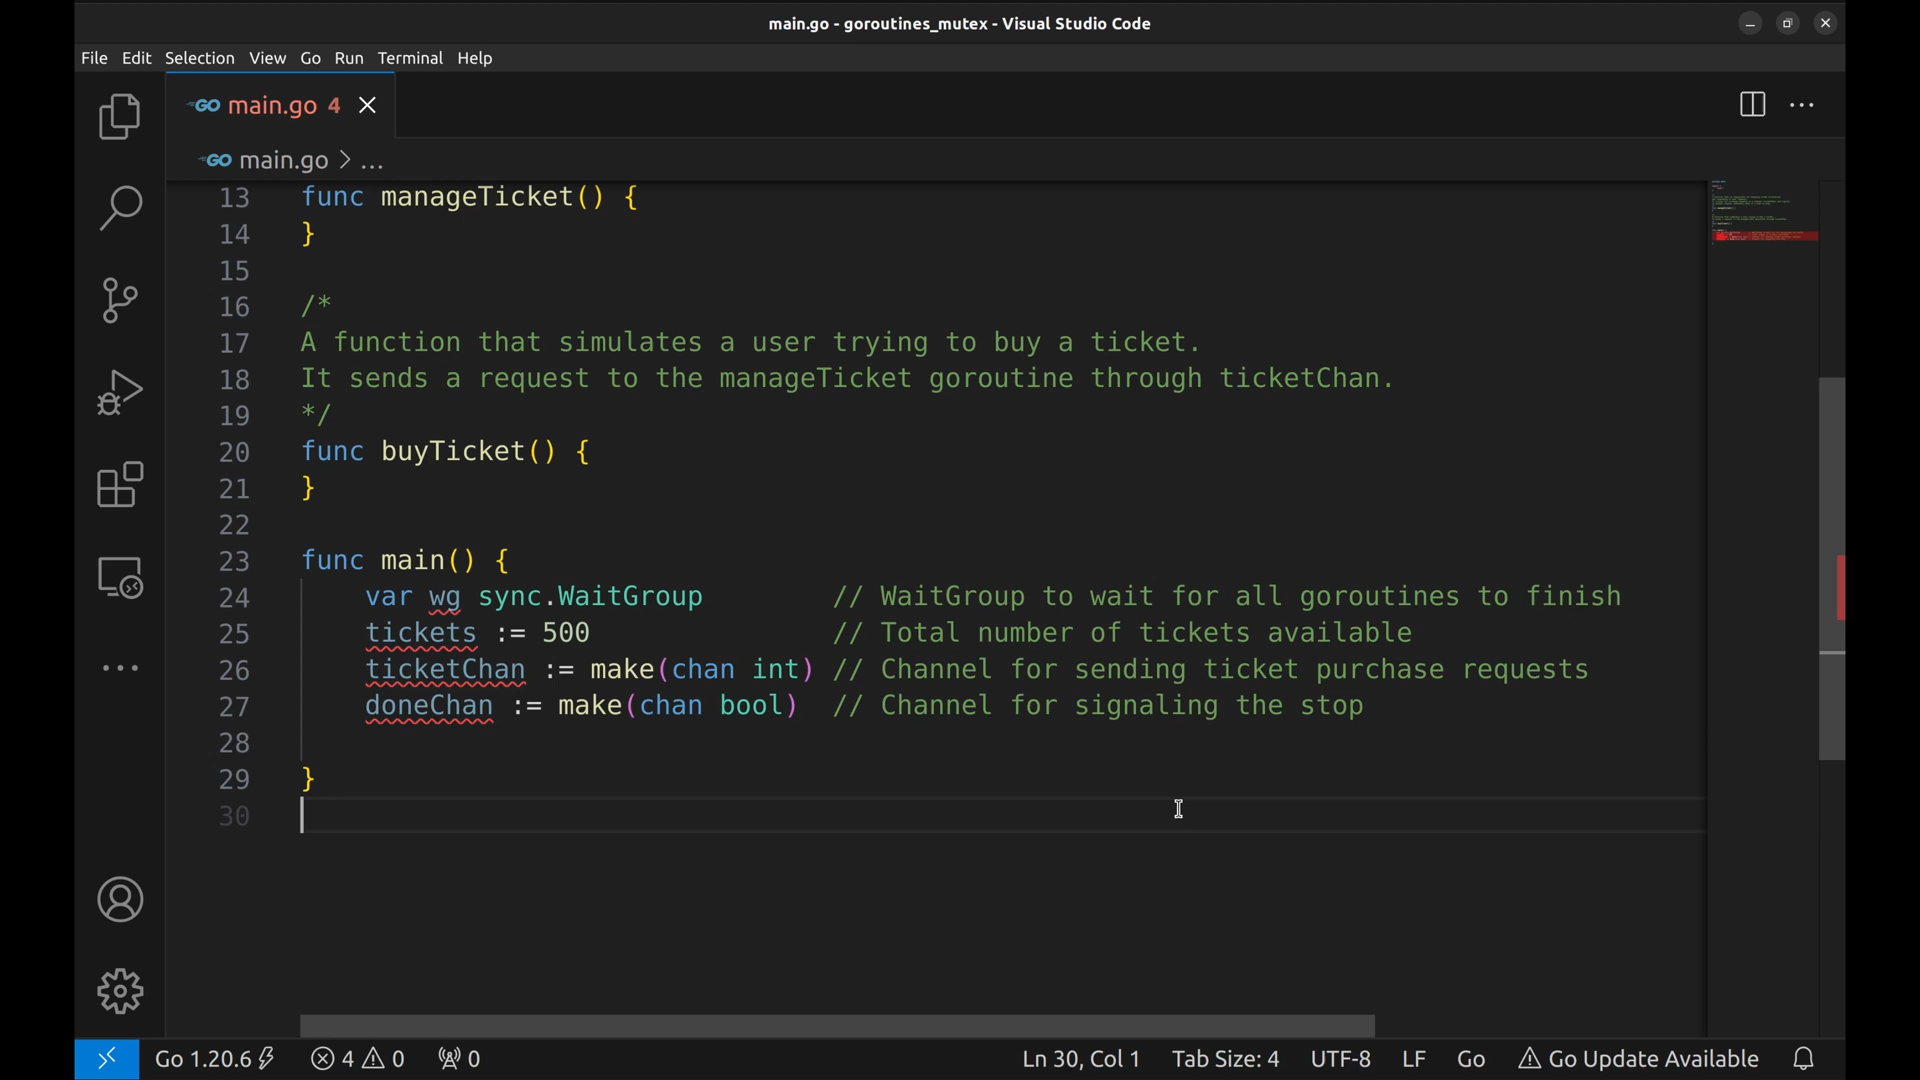 main.go - goroutines_mutex - Visual Studio Code
File Edit Selection View Go Run Terminal Help
GO main.go 4
GO main.go > ...
13 func manageTicket() {
14 }
15
16 /*
17 A function that simulates a user trying to buy a ticket.
18 It sends a request to the manageTicket goroutine through ticketChan.
19 */
20 func buyTicket() {
21 }
22
23 func main() {
24 var wg sync.WaitGroup // WaitGroup to wait for all goroutines to finish
25 tickets := 500 // Total number of tickets available
26 ticketChan := make(chan int) // Channel for sending ticket purchase requests
27 doneChan := make(chan bool) // Channel for signaling the stop
28
29 }
30
Go 1.20.6 4 0 0 Ln 30, Col 1 Tab Size: 4 UTF-8 LF Go Go Update Available